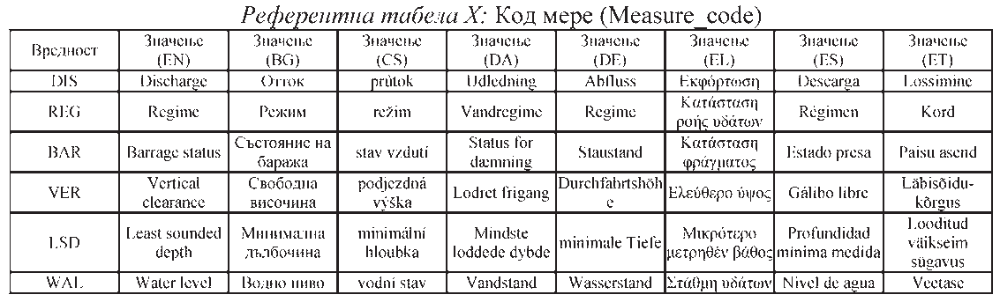 Референтна табела X: Код мере (Measure_code)
Вредност | Значење (EN) | Значење (BG) | Значење (CS) | Значење (DA) | Значење (DE) | Значење (EL) | Значење (ES) | Значење (ET)
DIS | Discharge | Отток | průtok | Udledning | Abfluss | Εκφόρτωση | Descarga | Lossimine
REG | Regime | Режим | režim | Vandregime | Regime | Κατάσταση ροής υδάτων | Régimen | Kord
BAR | Barrage status | Състояние на баража | stav vzdutí | Status for dæmning | Staustand | Κατάσταση φράγματος | Estado presa | Paisu asend
VER | Vertical clearance | Свободна височина | podjezdná výška | Lodret frigang | Durchfahrtshöhe | Ελεύθερο ύψος | Gálibo libre | Läbisõidu-kõrgus
LSD | Least sounded depth | Минимална дълбочина | minimální hloubka | Mindste loddede dybde | minimale Tiefe | Μικρότερο μετρηθέν βάθος | Profundidad mínima medida | Looditud väikseim sügavus
WAL | Water level | Водно ниво | vodní stav | Vandstand | Wasserstand | Στάθμη υδάτων | Nivel de agua | Veetase